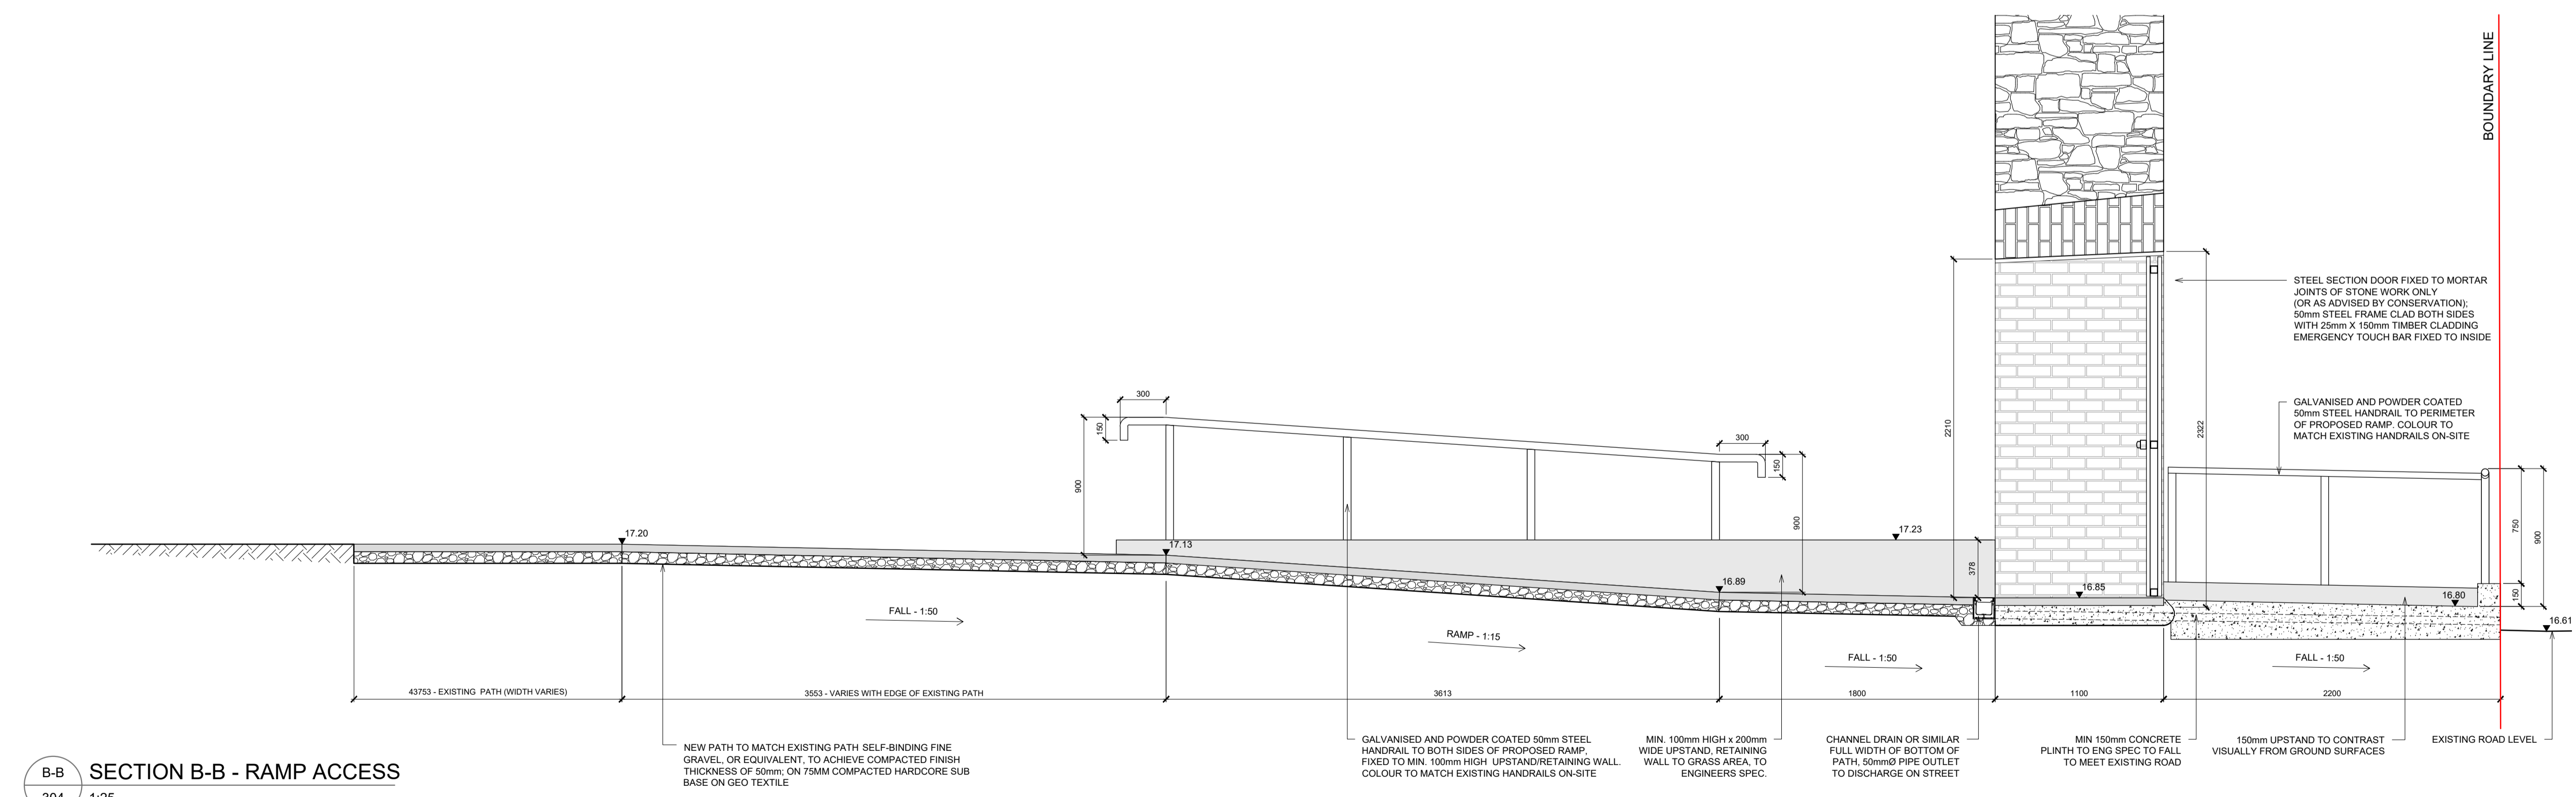 BOUNDARY LINE
STEEL SECTION DOOR FIXED TO MORTAR
JOINTS OF STONE WORK ONLY
(OR AS ADVISED BY CONSERVATION);
50mm STEEL FRAME CLAD BOTH SIDES
WITH 25mm X 150mm TIMBER CLADDING
EMERGENCY TOUCH BAR FIXED TO INSIDE
GALVANISED AND POWDER COATED
50mm STEEL HANDRAIL TO PERIMETER
OF PROPOSED RAMP. COLOUR TO
MATCH EXISTING HANDRAILS ON-SITE
300
150
900
300
150
900
2210
2322
750
900
150
17.20
17.13
17.23
16.89
378
16.85
16.80
16.61
FALL - 1:50
RAMP - 1:15
FALL - 1:50
FALL - 1:50
43753 - EXISTING PATH (WIDTH VARIES)
3553 - VARIES WITH EDGE OF EXISTING PATH
3613
1800
1100
2200
NEW PATH TO MATCH EXISTING PATH SELF-BINDING FINE
GRAVEL, OR EQUIVALENT, TO ACHIEVE COMPACTED FINISH
THICKNESS OF 50mm; ON 75MM COMPACTED HARDCORE SUB
BASE ON GEO TEXTILE
GALVANISED AND POWDER COATED 50mm STEEL
HANDRAIL TO BOTH SIDES OF PROPOSED RAMP,
FIXED TO MIN. 100mm HIGH UPSTAND/RETAINING WALL.
COLOUR TO MATCH EXISTING HANDRAILS ON-SITE
MIN. 100mm HIGH x 200mm
WIDE UPSTAND, RETAINING
WALL TO GRASS AREA, TO
ENGINEERS SPEC.
CHANNEL DRAIN OR SIMILAR
FULL WIDTH OF BOTTOM OF
PATH, 50mmØ PIPE OUTLET
TO DISCHARGE ON STREET
MIN 150mm CONCRETE
PLINTH TO ENG SPEC TO FALL
TO MEET EXISTING ROAD
150mm UPSTAND TO CONTRAST
VISUALLY FROM GROUND SURFACES
EXISTING ROAD LEVEL
B-B
SECTION B-B - RAMP ACCESS
304
1:25